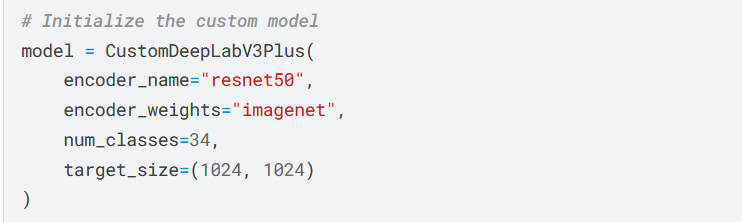 # Initialize the custom model
model = CustomDeepLabV3Plus(
    encoder_name="resnet50",
    encoder_weights="imagenet",
    num_classes=34,
    target_size=(1024, 1024)
)